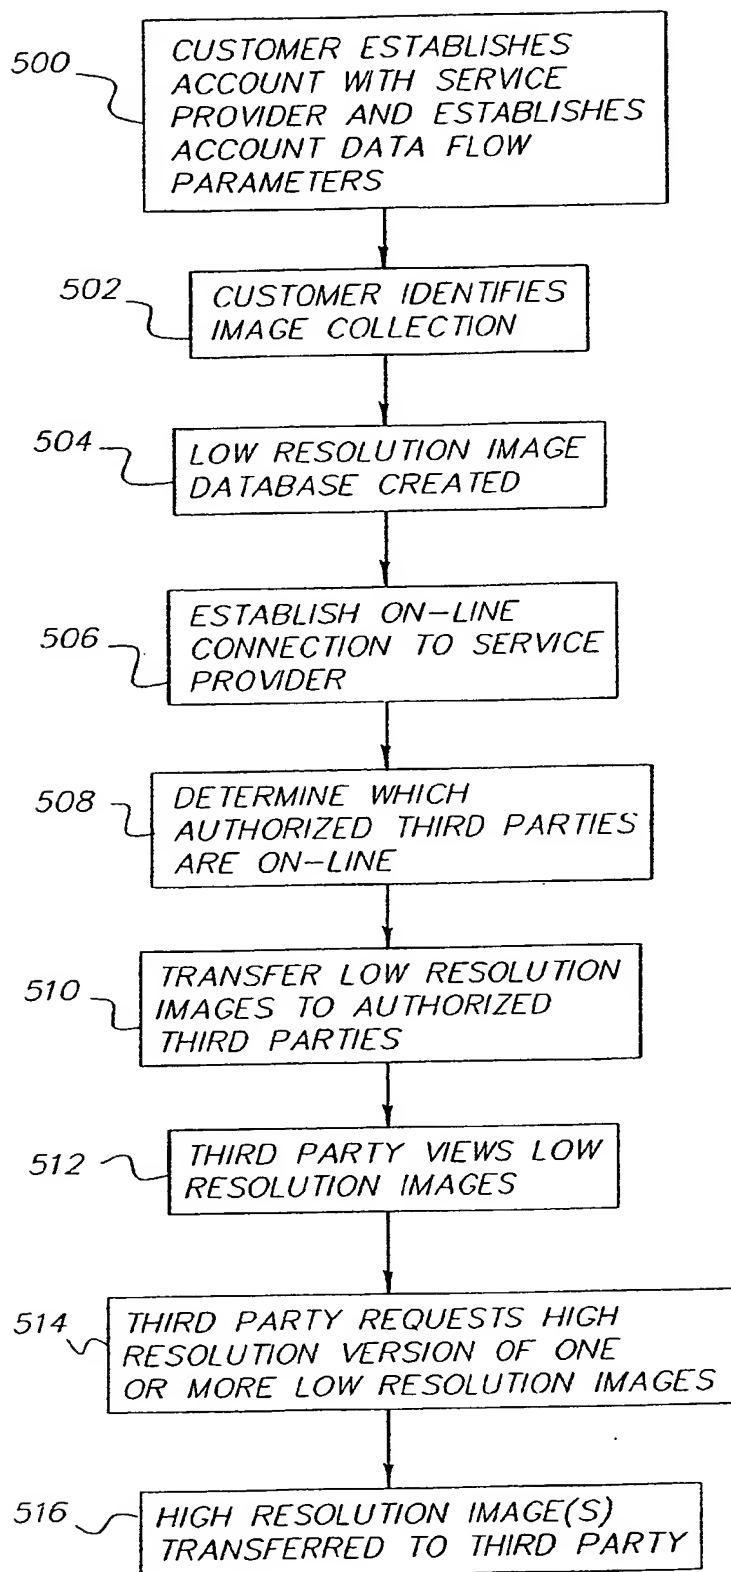 500
CUSTOMER ESTABLISHES
ACCOUNT WITH SERVICE
PROVIDER AND ESTABLISHES
ACCOUNT DATA FLOW
PARAMETERS
502
CUSTOMER IDENTIFIES
IMAGE COLLECTION
504
LOW RESOLUTION IMAGE
DATABASE CREATED
506
ESTABLISH ON-LINE
CONNECTION TO SERVICE
PROVIDER
508
DETERMINE WHICH
AUTHORIZED THIRD PARTIES
ARE ON-LINE
510
TRANSFER LOW RESOLUTION
IMAGES TO AUTHORIZED
THIRD PARTIES
512
THIRD PARTY VIEWS LOW
RESOLUTION IMAGES
514
THIRD PARTY REQUESTS HIGH
RESOLUTION VERSION OF ONE
OR MORE LOW RESOLUTION IMAGES
516
HIGH RESOLUTION IMAGE(S)
TRANSFERRED TO THIRD PARTY